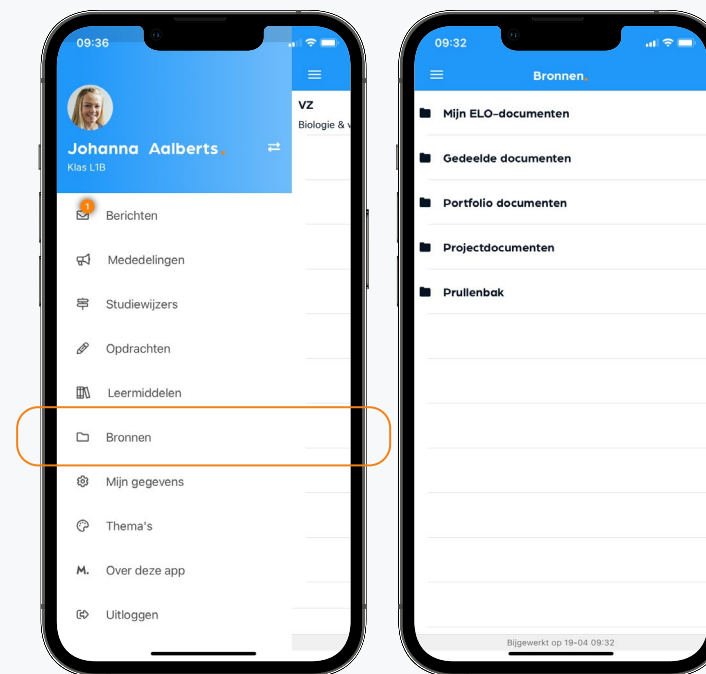 09:36
Johanna Aalberts.
Klas L1B
1
Berichten
Mededelingen
Studiewijzers
Opdrachten
Leermiddelen
Bronnen
Mijn gegevens
Thema's
M.
Over deze app
Uitloggen
VZ
Biologie &
09:32
Bronnen.
Mijn ELO-documenten
Gedeelde documenten
Portfolio documenten
Projectdocumenten
Prullenbak
Bijgewerkt op 19-04 09:32